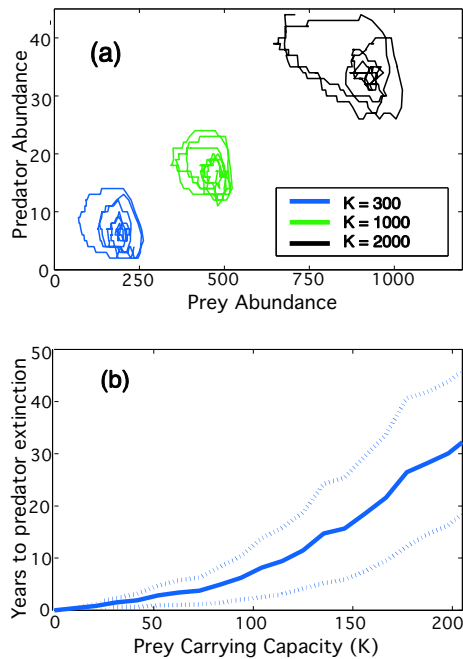 (a)
Predator Abundance
40
30
20
10
0
0
250
500
750
1000
Prey Abundance
K = 300
K = 1000
K = 2000
(b)
Years to predator extinction
50
40
30
20
10
0
0
50
100
150
200
Prey Carrying Capacity (K)